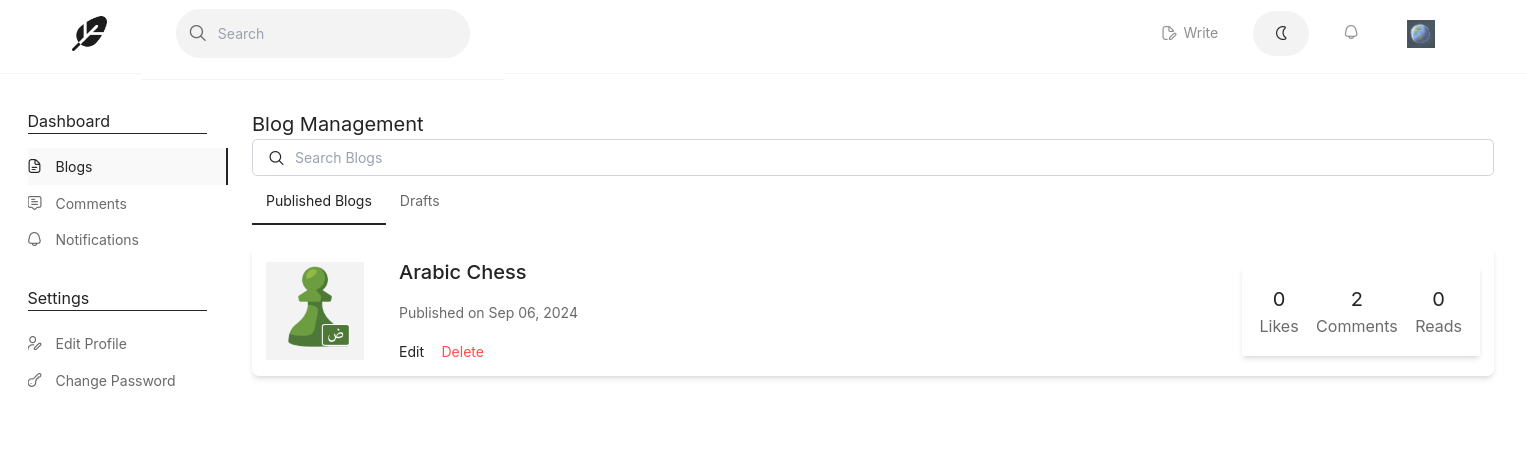 Search
Write
Dashboard
Blogs
Comments
Notifications
Settings
Edit Profile
Change Password
Blog Management
Search Blogs
Published Blogs Drafts
ض
Arabic Chess
Published on Sep 06, 2024
Edit Delete
0 2 0
Likes Comments Reads